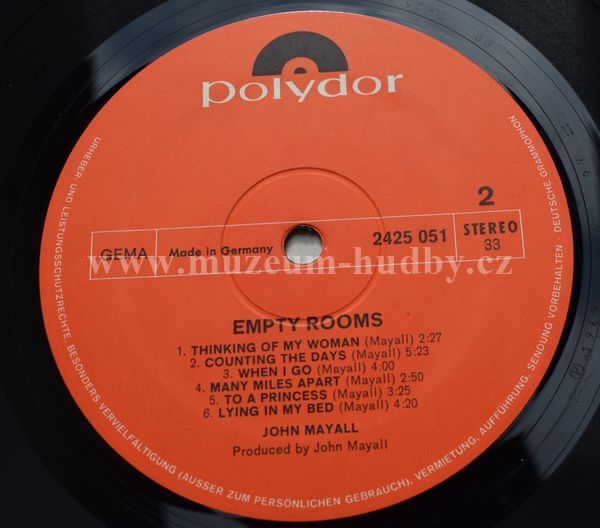 polydor
2
GEMA
Made in Germany
2425 051
STEREO
33
www.muzeum-hudby.cz
EMPTY ROOMS
1. THINKING OF MY WOMAN (Mayall) 2:27
2. COUNTING THE DAYS (Mayall) 5:23
3. WHEN I GO (Mayall) 4:00
4. MANY MILES APART (Mayall) 2:50
5. TO A PRINCESS (Mayall) 3:25
6. LYING IN MY BED (Mayall) 4:20
JOHN MAYALL
Produced by John Mayall
URHEBER- UND LEISTUNGSSCHUTZRECHTE, BESONDERS VERVIELFÄLTIGUNG (AUSSER ZUM PERSÖNLICHEN GEBRAUCH), VERMIETUNG, AUFFÜHRUNG, SENDUNG VORBEHALTEN · DEUTSCHE GRAMMOPHON